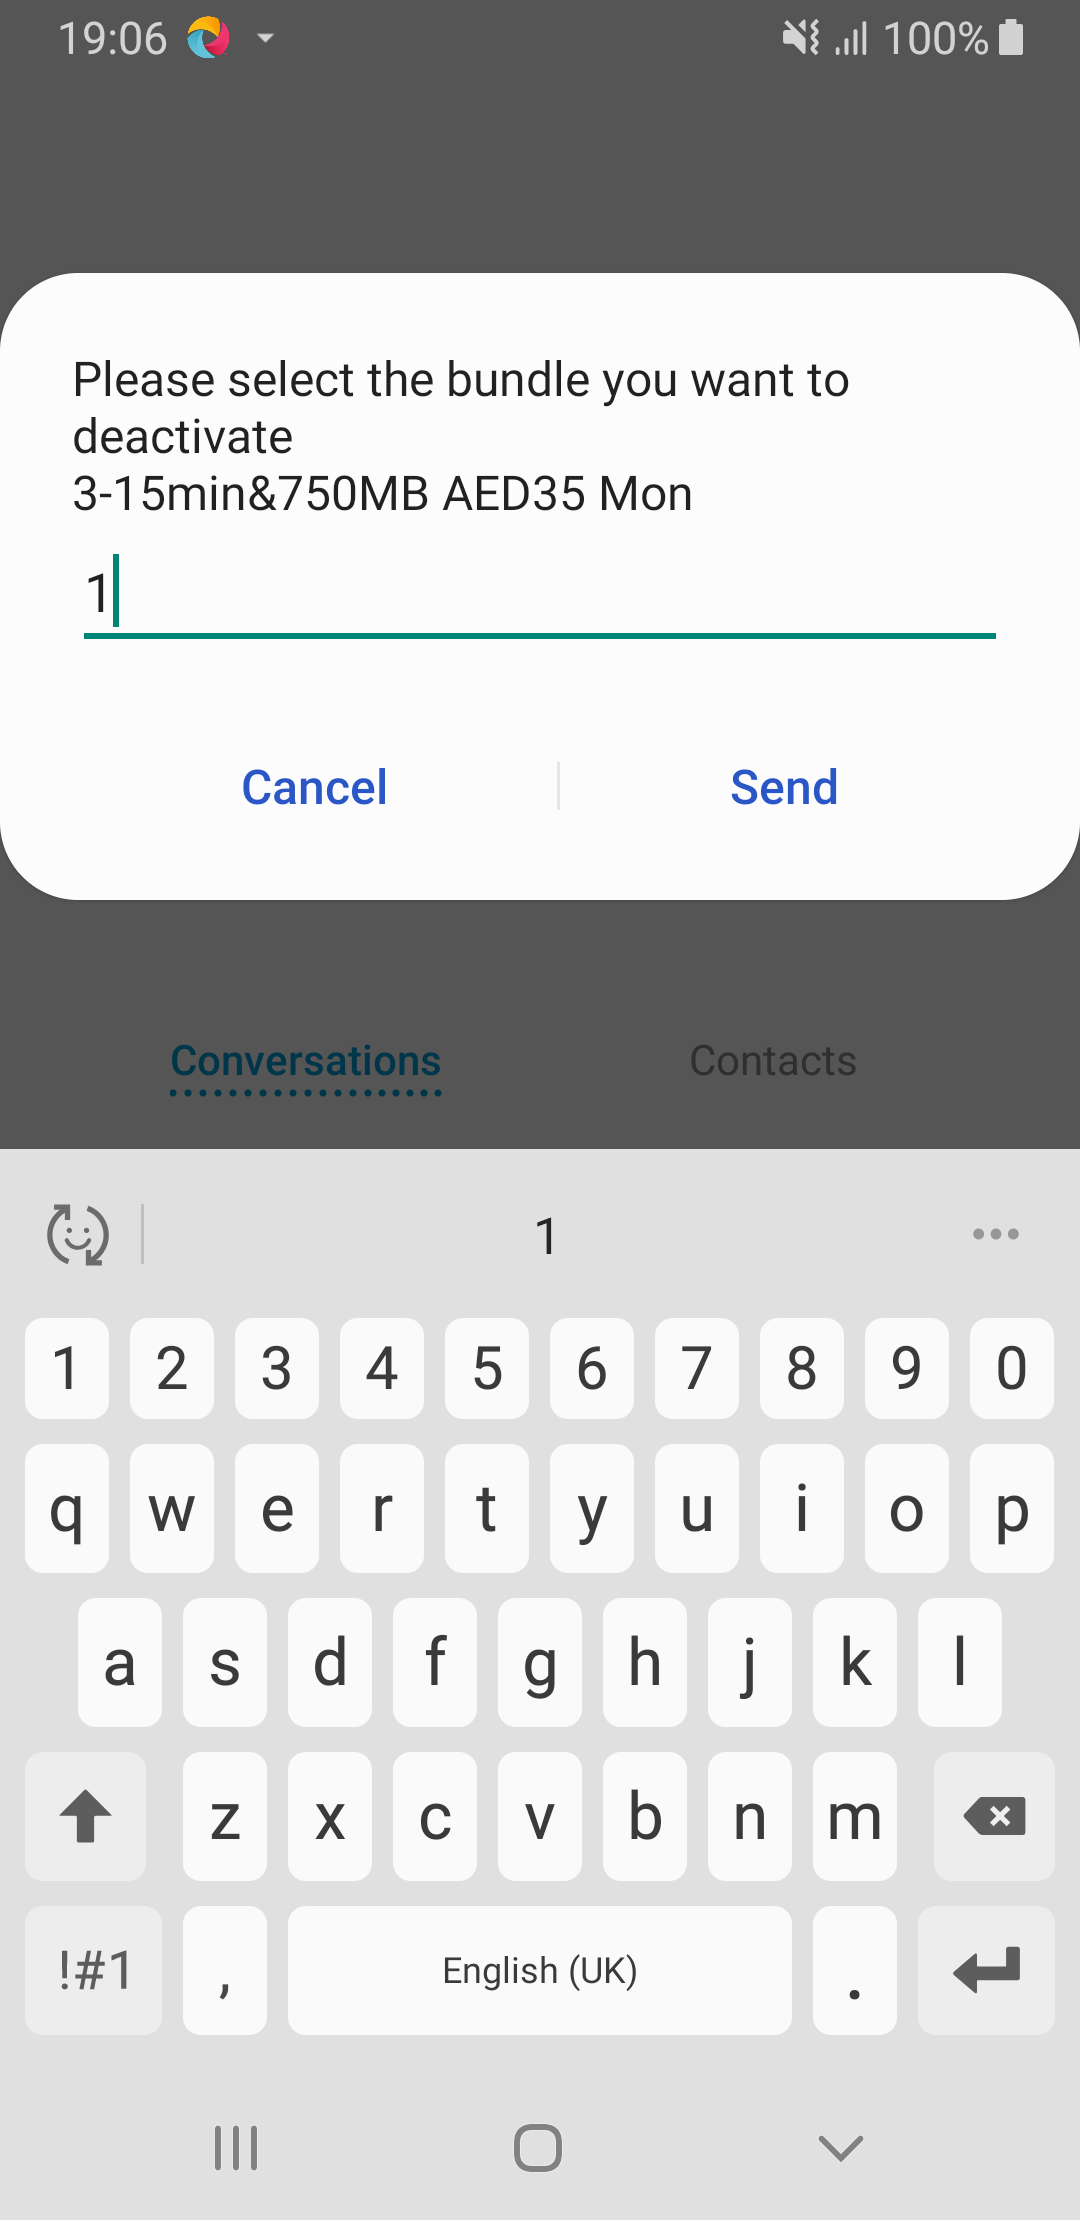 19:06 100%
Please select the bundle you want to
deactivate
3-15min&750MB AED35 Mon
1
Cancel Send
Conversations Contacts
1
1 2 3 4 5 6 7 8 9 0
q w e r t y u i o p
a s d f g h j k l
z x c v b n m
!#1 , English (UK) .